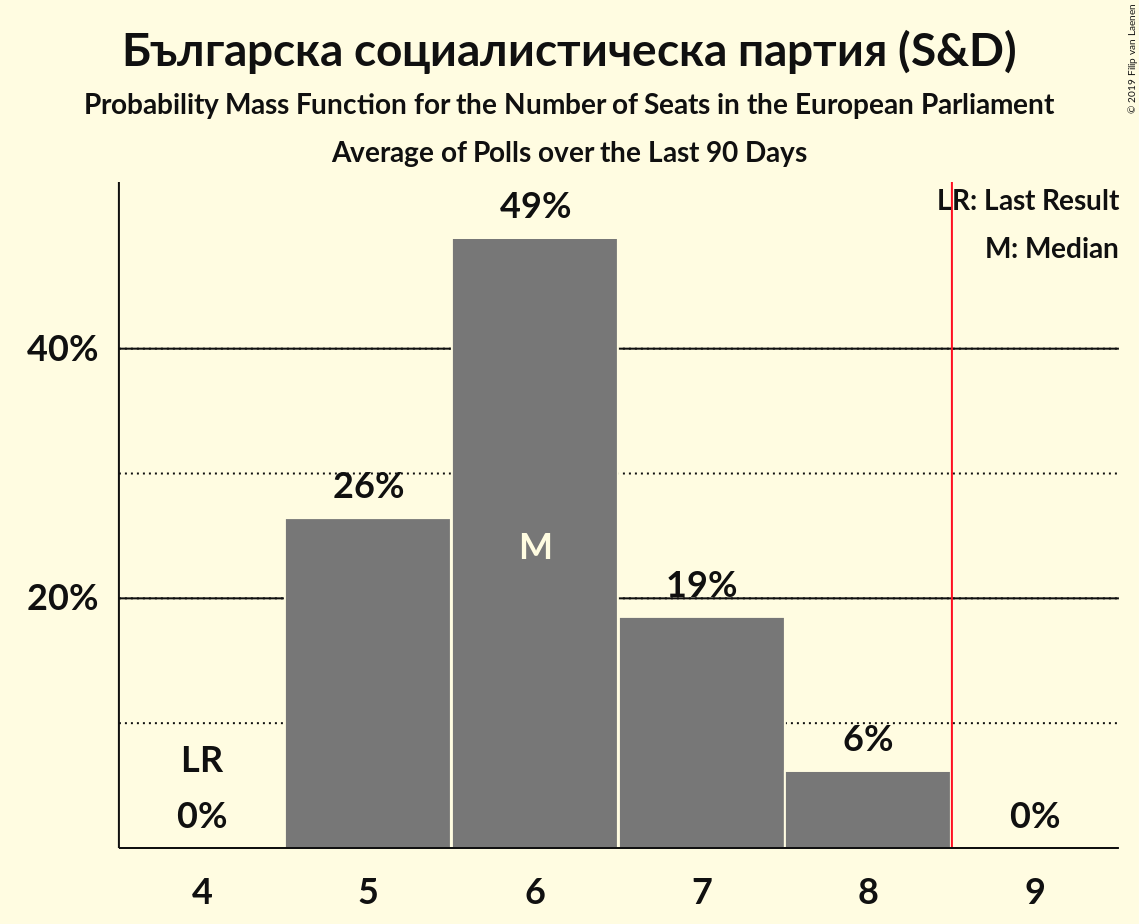 Българска социалистическа партия (S&D)
Probability Mass Function for the Number of Seats in the European Parliament
Average of Polls over the Last 90 Days
© 2019 Filip van Laenen
LR: Last Result
M: Median
49%
40%
26%
M
19%
20%
6%
LR
0%
0%
4 5 6 7 8 9